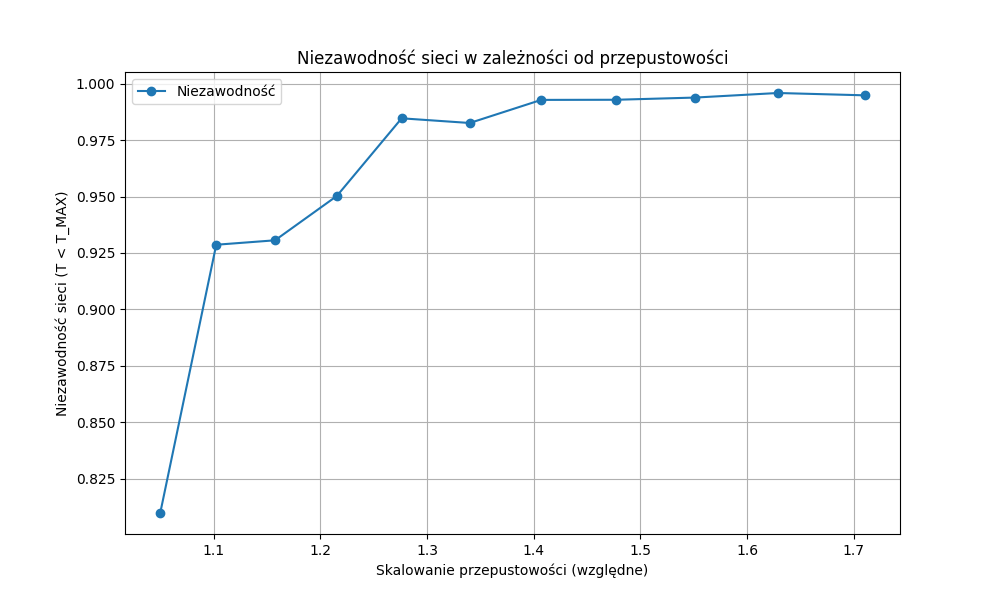 Niezawodność sieci w zależności od przepustowości
Niezawodność
Niezawodność sieci (T < T_MAX)
1.000
0.975
0.950
0.925
0.900
0.875
0.850
0.825
1.1 1.2 1.3 1.4 1.5 1.6 1.7
Skalowanie przepustowości (względne)